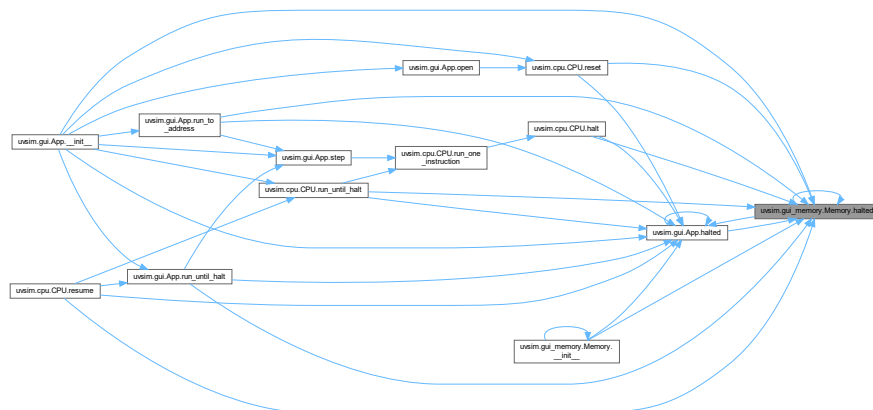 uvsim.gui.App.open
uvsim.cpu.CPU.reset
uvsim.gui.App.run_to
_address
uvsim.cpu.CPU.halt
uvsim.gui.App.__init__
uvsim.gui.App.step
uvsim.cpu.CPU.run_one
_instruction
uvsim.cpu.CPU.run_until_halt
uvsim.gui_memory.Memory.halted
uvsim.gui.App.halted
uvsim.gui.App.run_until_halt
uvsim.cpu.CPU.resume
uvsim.gui_memory.Memory.
__init__